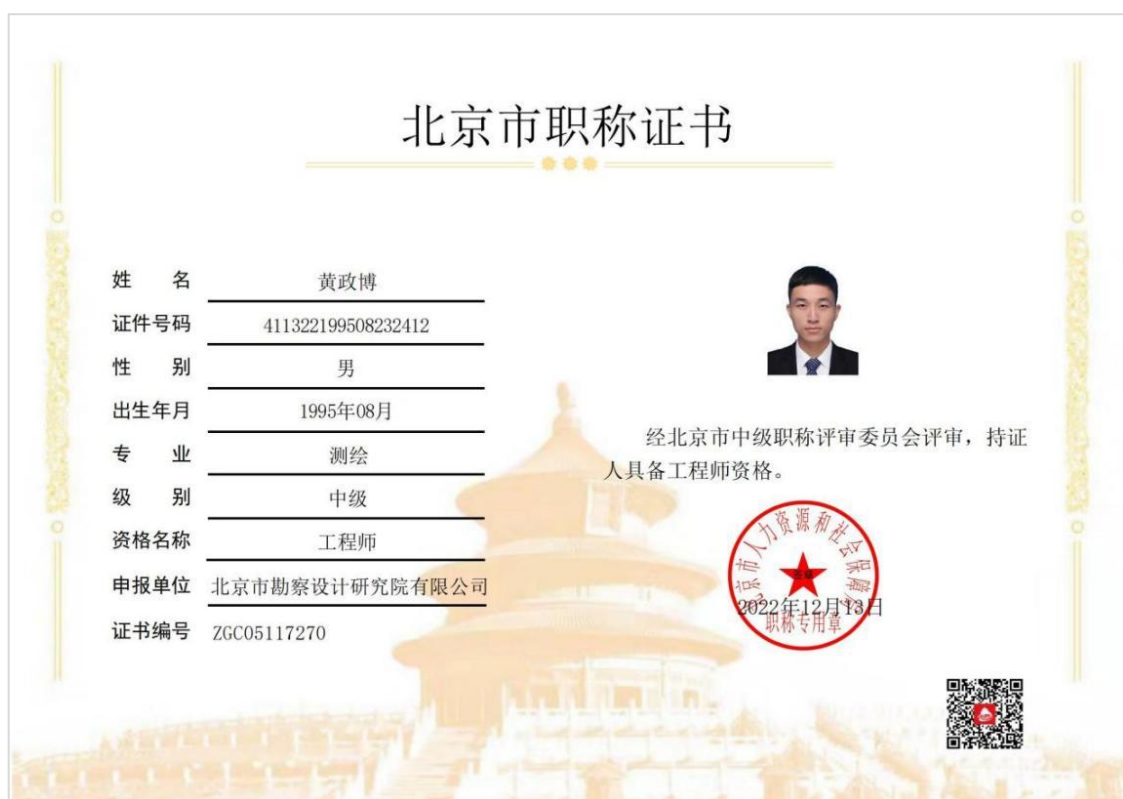 北京市职称证书
姓名 黄政博
证件号码 411322199508232412
性别 男
出生年月 1995年08月
专业 测绘
级别 中级
资格名称 工程师
申报单位 北京市勘察设计研究院有限公司
证书编号 ZGC05117270
经北京市中级职称评审委员会评审，持证
人具备工程师资格。
北京市人力资源和社会保障局
2022年12月13日
职称专用章